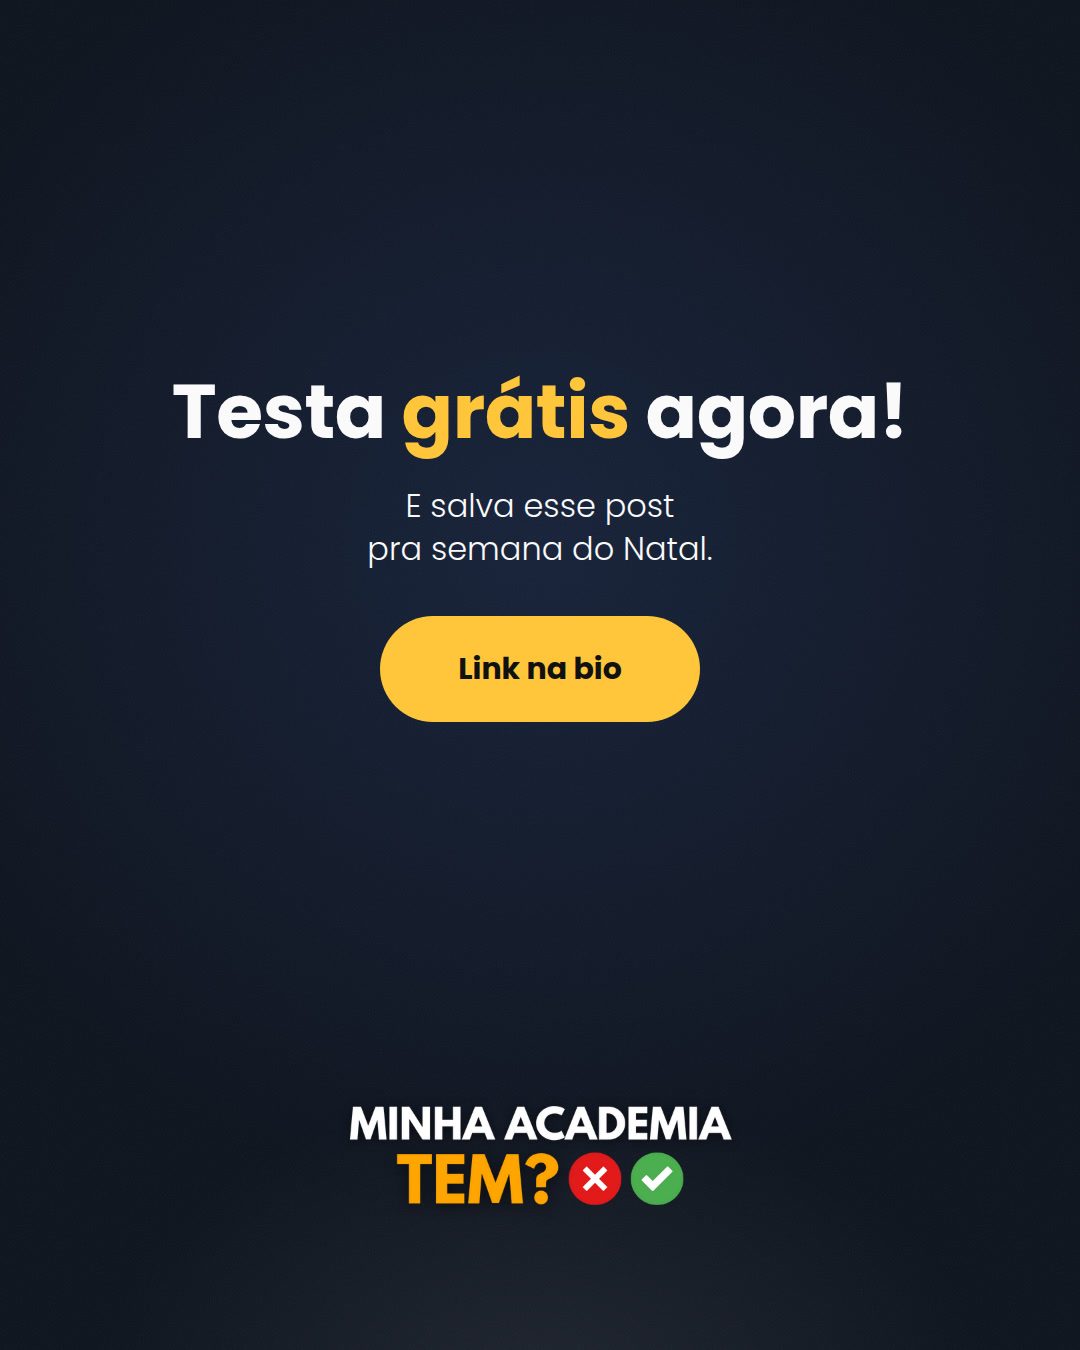 Testa grátis agora!
E salva esse post
pra semana do Natal.
Link na bio
MINHA ACADEMIA
TEM?